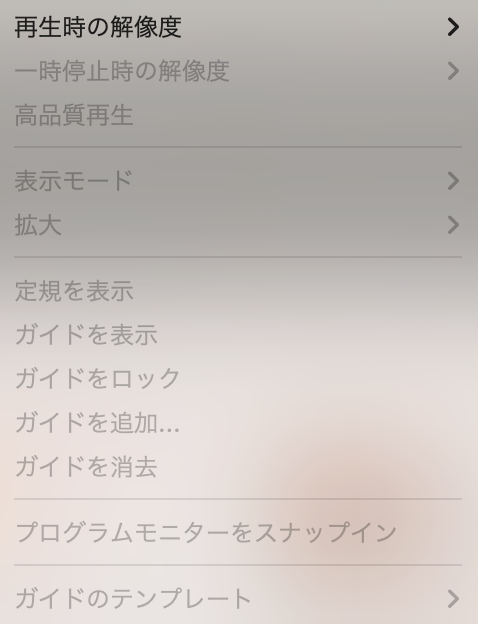 再生時の解像度
一時停止時の解像度
高品質再生
表示モード
拡大
定規を表示
ガイドを表示
ガイドをロック
ガイドを追加...
ガイドを消去
プログラムモニターをスナップイン
ガイドのテンプレート